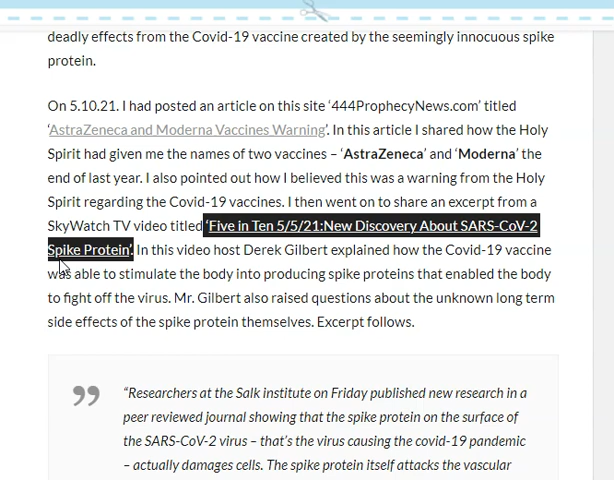 deadly effects from the Covid-19 vaccine created by the seemingly innocuous spike
protein.
On 5.10.21. I had posted an article on this site ‘444ProphecyNews.com’ titled
‘AstraZeneca and Moderna Vaccines Warning’. In this article I shared how the Holy
Spirit had given me the names of two vaccines – ‘AstraZeneca’ and ‘Moderna’ the
end of last year. I also pointed out how I believed this was a warning from the Holy
Spirit regarding the Covid-19 vaccines. I then went on to share an excerpt from a
SkyWatch TV video titled ‘Five in Ten 5/5/21:New Discovery About SARS-CoV-2
Spike Protein’. In this video host Derek Gilbert explained how the Covid-19 vaccine
was able to stimulate the body into producing spike proteins that enabled the body
to fight off the virus. Mr. Gilbert also raised questions about the unknown long term
side effects of the spike protein themselves. Excerpt follows.
“Researchers at the Salk institute on Friday published new research in a
peer reviewed journal showing that the spike protein on the surface of
the SARS-CoV-2 virus – that’s the virus causing the covid-19 pandemic
– actually damages cells. The spike protein itself attacks the vascular